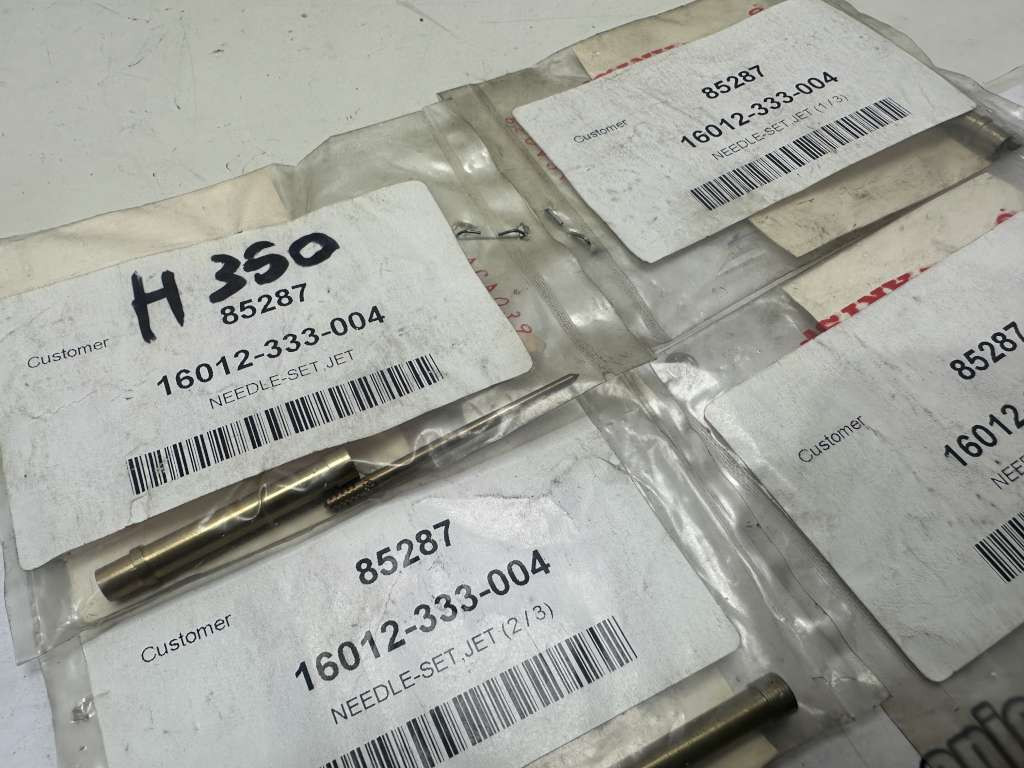 85287
Customer
16012-333-004
NEEDLE-SET,JET (1 / 3)
H 350
85287
Customer
16012-333-004
NEEDLE-SET,JET
85287
Customer
16012
85287
Customer
16012-333-004
NEEDLE-SET,JET (2 / 3)